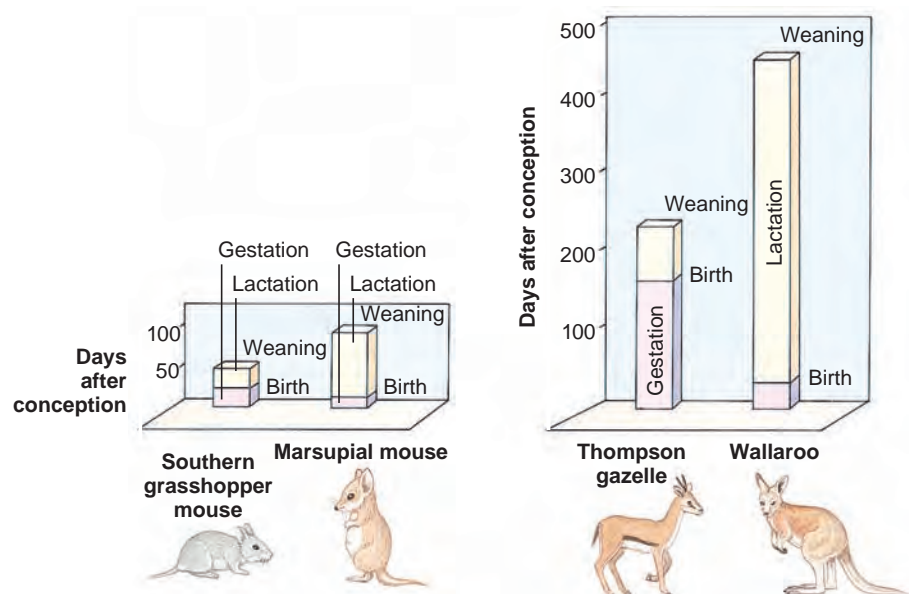 Gestation
Gestation
Lactation
Lactation
Weaning
100
50
Weaning
Birth
Birth
Days
after
conception
Southern
grasshopper
mouse
Marsupial mouse
500
400
300
200
100
Days after conception
Weaning
Birth
Gestation
Weaning
Lactation
Birth
Thompson
gazelle
Wallaroo